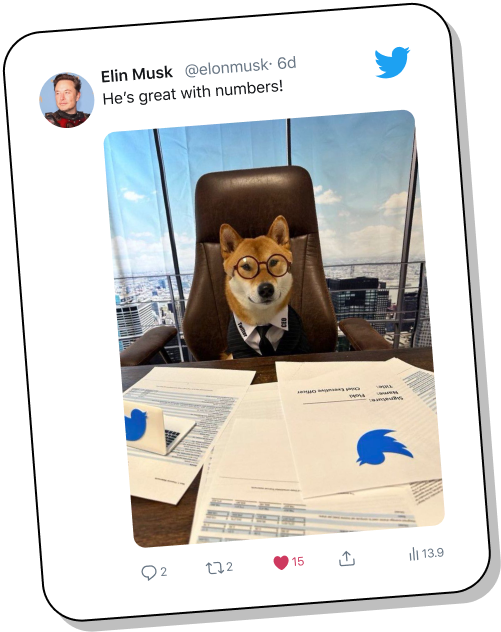 Elin Musk @elonmusk· 6d
He's great with numbers!
CEO
Signature:
Name: Floki
Title: Chief Executive Officer
2
2
15
13.9